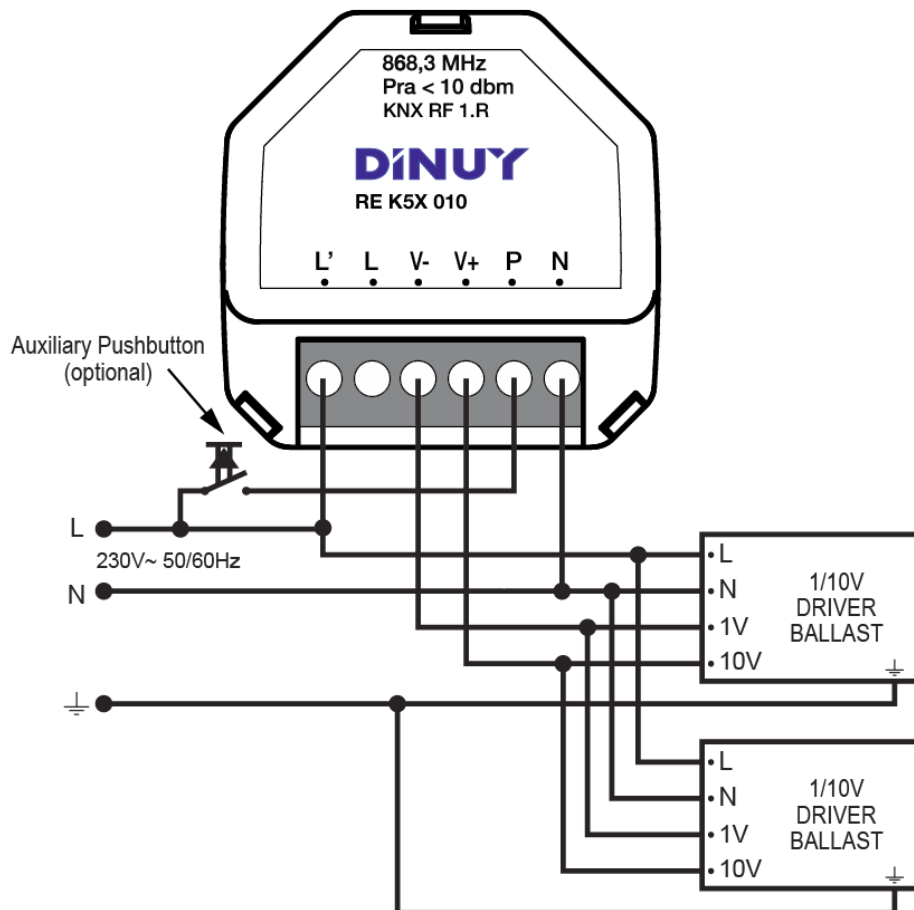 868,3 MHz
Pra < 10 dbm
KNX RF 1.R
DiNUY
RE K5X 010
L' L V- V+ P N
Auxiliary Pushbutton
(optional)
L
230V~ 50/60Hz
N
L
N
1V
10V
1/10V
DRIVER
BALLAST
L
N
1V
10V
1/10V
DRIVER
BALLAST